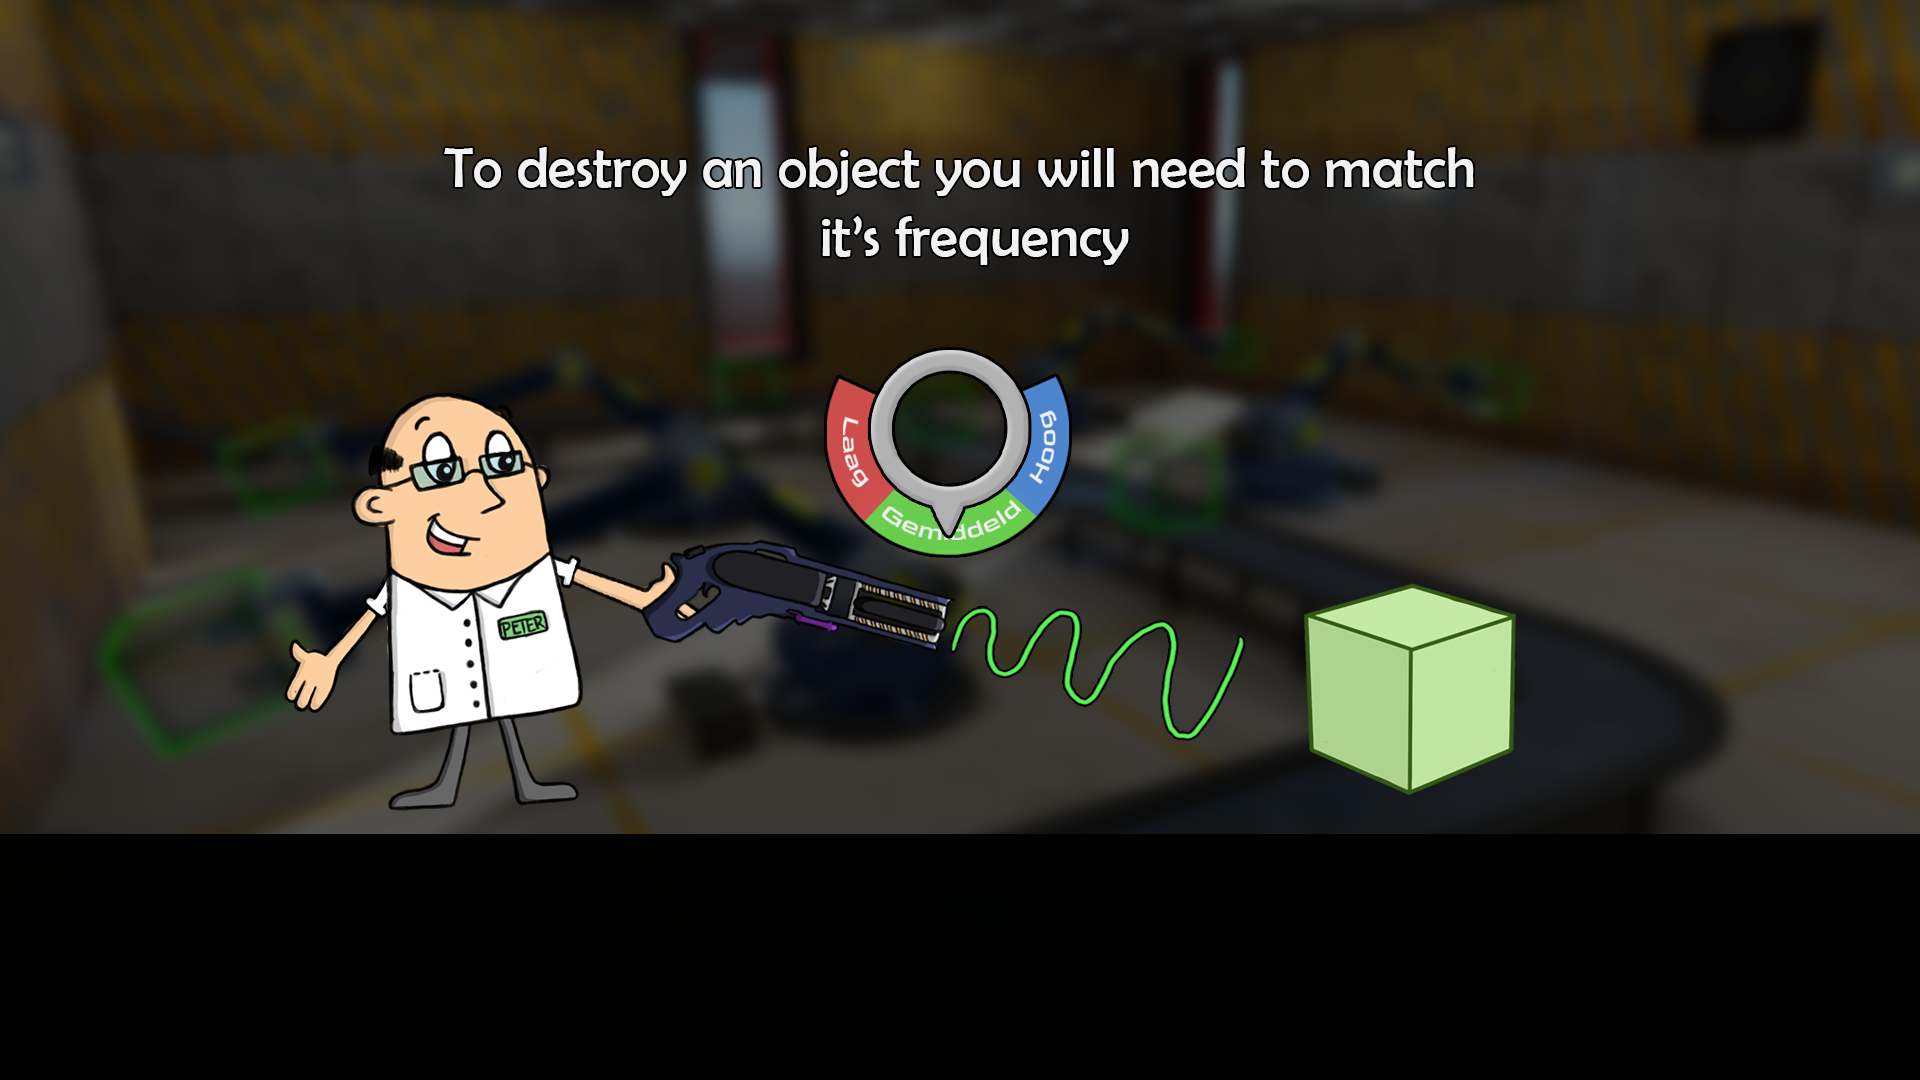 To destroy an object you will need to match
it's frequency
Laag
Gemiddeld
Hoog
PETER